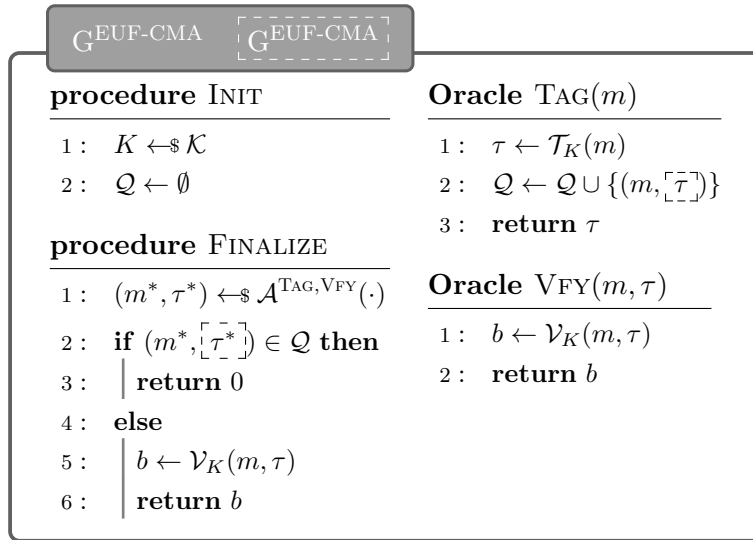 G^EUF-CMA G^EUF-CMA
procedure INIT
1 : K ←$ 𝒦
2 : 𝒬 ← ∅
procedure FINALIZE
1 : (m*, τ*) ←$ 𝒜^TAG,VFY(·)
2 : if (m*, τ*) ∈ 𝒬 then
3 : return 0
4 : else
5 : b ← 𝒱_K(m, τ)
6 : return b
Oracle TAG(m)
1 : τ ← 𝒯_K(m)
2 : 𝒬 ← 𝒬 ∪ {(m, τ)}
3 : return τ
Oracle VFY(m, τ)
1 : b ← 𝒱_K(m, τ)
2 : return b